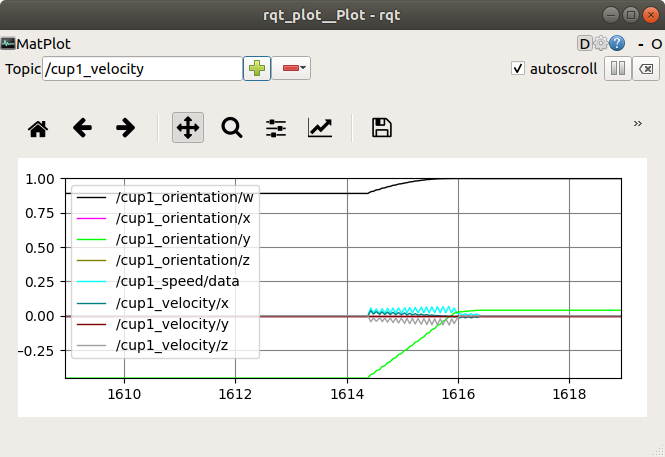 rqt_plot__Plot - rqt
MatPlot
D
?
- O
Topic /cup1_velocity
autoscroll
»
1.00
0.75
0.50
0.25
0.00
−0.25
/cup1_orientation/w
/cup1_orientation/x
/cup1_orientation/y
/cup1_orientation/z
/cup1_speed/data
/cup1_velocity/x
/cup1_velocity/y
/cup1_velocity/z
1610 1612 1614 1616 1618